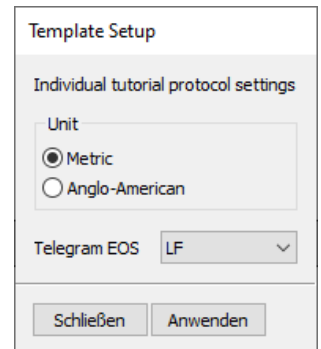 Template Setup
Individual tutorial protocol settings
Unit
Metric
Anglo-American
Telegram EOS LF
Schließen Anwenden